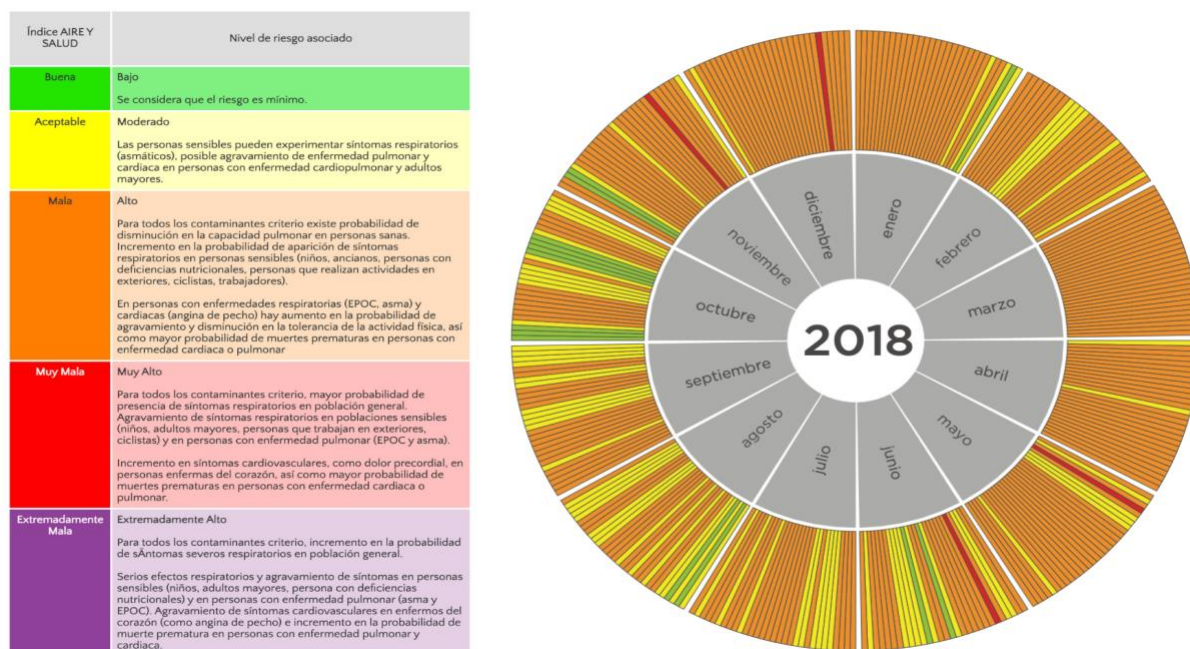 Índice AIRE Y
SALUD
Nivel de riesgo asociado
Buena
Bajo
Se considera que el riesgo es mínimo.
Aceptable
Moderado
Las personas sensibles pueden experimentar síntomas respiratorios
(asmáticos), posible agravamiento de enfermedad pulmonar y
cardiaca en personas con enfermedad cardiopulmonar y adultos
mayores.
Mala
Alto
Para todos los contaminantes criterio existe probabilidad de
disminución en la capacidad pulmonar en personas sanas.
Incremento en la probabilidad de aparición de síntomas
respiratorios en personas sensibles (niños, ancianos, personas con
deficiencias nutricionales, personas que realizan actividades en
exteriores, ciclistas, trabajadores).
En personas con enfermedades respiratorias (EPOC, asma) y
cardiacas (angina de pecho) hay aumento en la probabilidad de
agravamiento y disminución en la tolerancia de la actividad física, así
como mayor probabilidad de muertes prematuras en personas con
enfermedad cardiaca o pulmonar
Muy Mala
Muy Alto
Para todos los contaminantes criterio, mayor probabilidad de
presencia de síntomas respiratorios en población general.
Agravamiento de síntomas respiratorios en poblaciones sensibles
(niños, adultos mayores, personas que trabajan en exteriores,
ciclistas) y en personas con enfermedad pulmonar (EPOC y asma).
Incremento en síntomas cardiovasculares, como dolor precordial, en
personas enfermas del corazón, así como mayor probabilidad de
muertes prematuras en personas con enfermedad cardiaca o
pulmonar.
Extremadamente
Mala
Extremadamente Alto
Para todos los contaminantes criterio, incremento en la probabilidad
de sÃntomas severos respiratorios en población general.
Serios efectos respiratorios y agravamiento de síntomas en personas
sensibles (niños, adultos mayores, persona con deficiencias
nutricionales) y en personas con enfermedad pulmonar (asma y
EPOC). Agravamiento de síntomas cardiovasculares en enfermos del
corazón (como angina de pecho) e incremento en la probabilidad de
muerte prematura en personas con enfermedad pulmonar y
cardiaca.
2018
enero
febrero
marzo
abril
mayo
junio
julio
agosto
septiembre
octubre
noviembre
diciembre